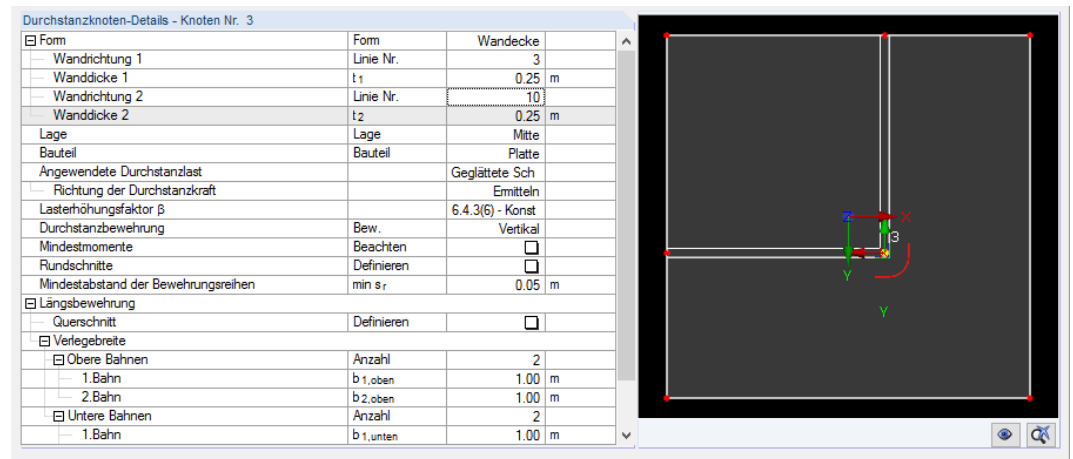 Durchstanzknoten-Details - Knoten Nr. 3
Form Form Wandecke
Wandrichtung 1 Linie Nr. 3
Wanddicke 1 t1 0.25 m
Wandrichtung 2 Linie Nr. 10
Wanddicke 2 t2 0.25 m
Lage Lage Mitte
Bauteil Bauteil Platte
Angewendete Durchstanzlast Geglättete Sch
Richtung der Durchstanzkraft Ermitteln
Lasterhöhungsfaktor β 6.4.3(6) - Konst
Durchstanzbewehrung Bew. Vertikal
Mindestmomente Beachten
Rundschnitte Definieren
Mindestabstand der Bewehrungsreihen min sr 0.05 m
Längsbewehrung
Querschnitt Definieren
Verlegebreite
Obere Bahnen Anzahl 2
1.Bahn b1,oben 1.00 m
2.Bahn b2,oben 1.00 m
Untere Bahnen Anzahl 2
1.Bahn b1,unten 1.00 m
Z X
3
Y
Y